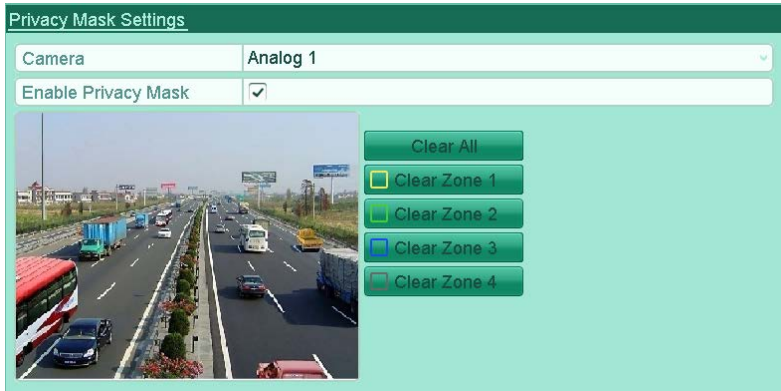 Privacy Mask Settings
Camera Analog 1
Enable Privacy Mask
Clear All
Clear Zone 1
Clear Zone 2
Clear Zone 3
Clear Zone 4